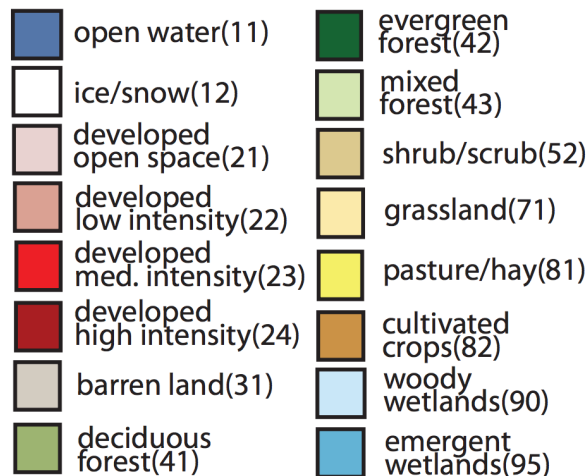 open water(11)
ice/snow(12)
developed
open space(21)
developed
low intensity(22)
developed
med. intensity(23)
developed
high intensity(24)
barren land(31)
deciduous
forest(41)
evergreen
forest(42)
mixed
forest(43)
shrub/scrub(52)
grassland(71)
pasture/hay(81)
cultivated
crops(82)
woody
wetlands(90)
emergent
wetlands(95)